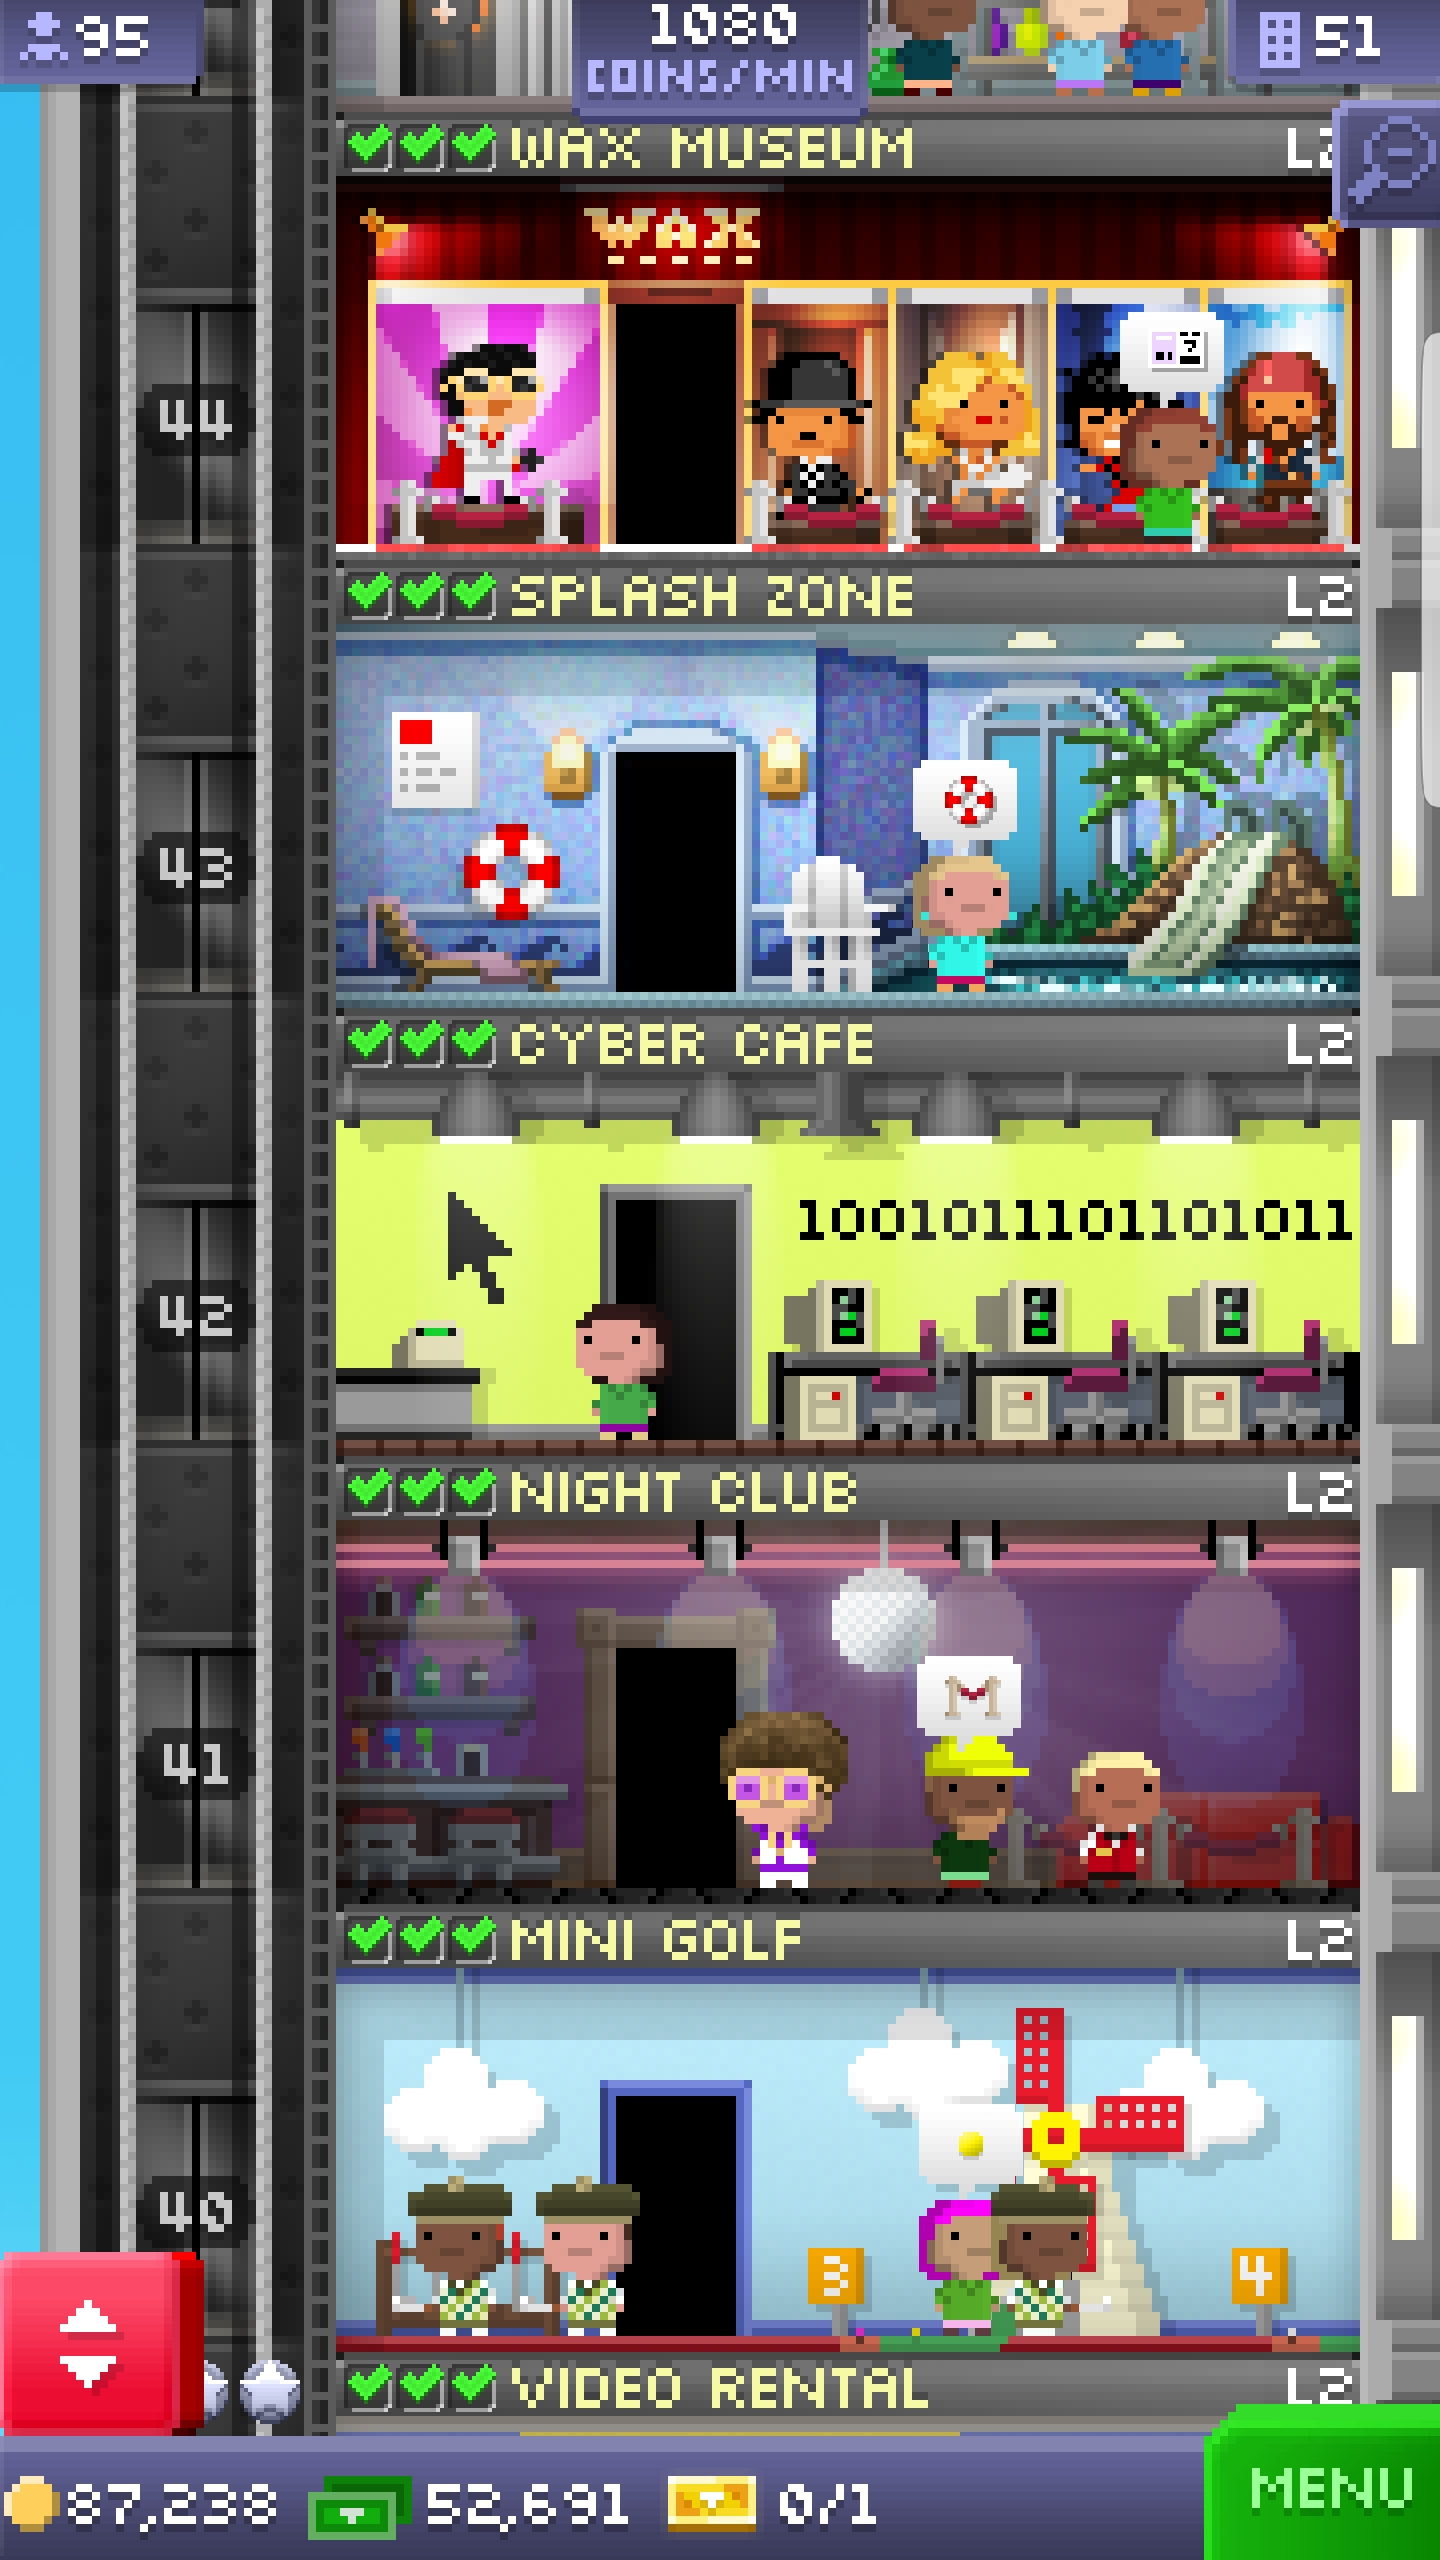 95
1080
COINS/MIN
51
WAX MUSEUM
WAX
44
SPLASH ZONE L2
43
CYBER CAFE L2
1001011101101011
42
NIGHT CLUB L2
41
MINI GOLF L2
40
3
4
VIDEO RENTAL L2
87,238
52,691
0/1
MENU